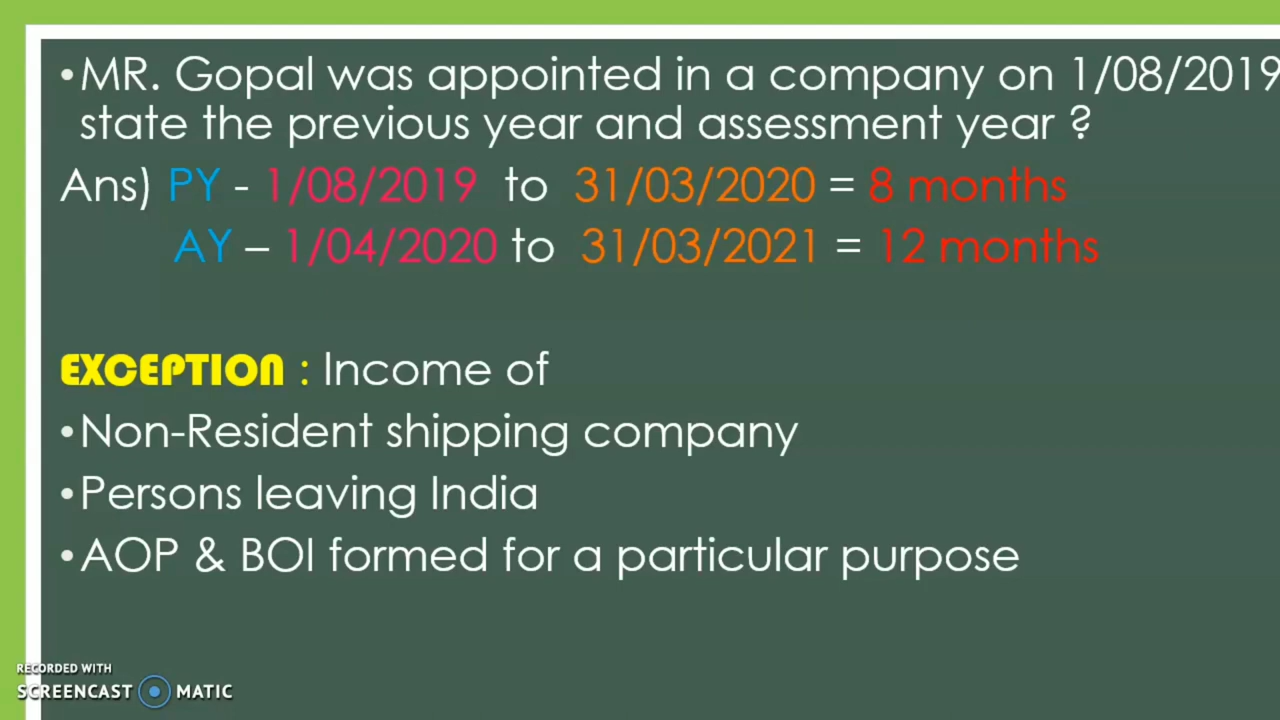 •MR. Gopal was appointed in a company on 1/08/2019
state the previous year and assessment year ?
Ans) PY - 1/08/2019 to 31/03/2020 = 8 months
AY – 1/04/2020 to 31/03/2021 = 12 months
EXCEPTION : Income of
•Non-Resident shipping company
•Persons leaving India
•AOP & BOI formed for a particular purpose
RECORDED WITH
SCREENCAST MATIC